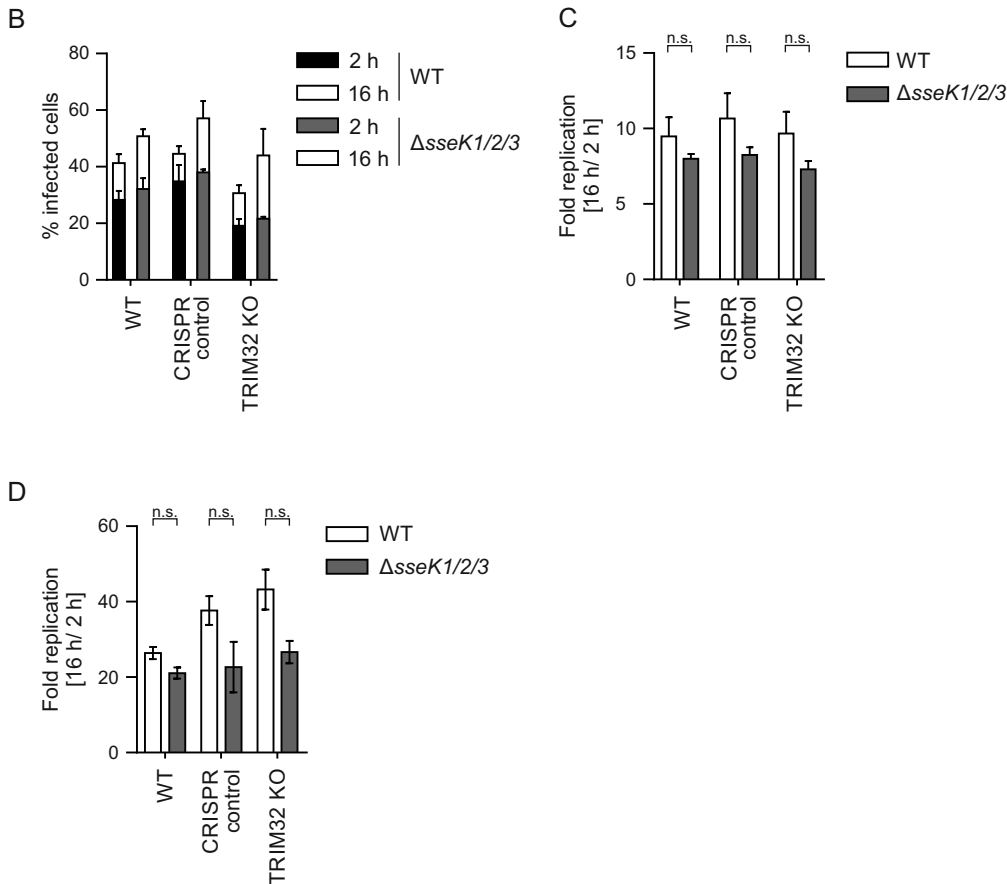 B
80
60
40
20
0
% infected cells
2 h
16 h
WT
2 h
16 h
ΔsseK1/2/3
WT
CRISPR
control
TRIM32 KO
C
n.s.
n.s.
n.s.
15
10
5
0
Fold replication
[16 h/ 2 h]
WT
ΔsseK1/2/3
WT
CRISPR
control
TRIM32 KO
D
n.s.
n.s.
n.s.
60
40
20
0
Fold replication
[16 h/ 2 h]
WT
ΔsseK1/2/3
WT
CRISPR
control
TRIM32 KO